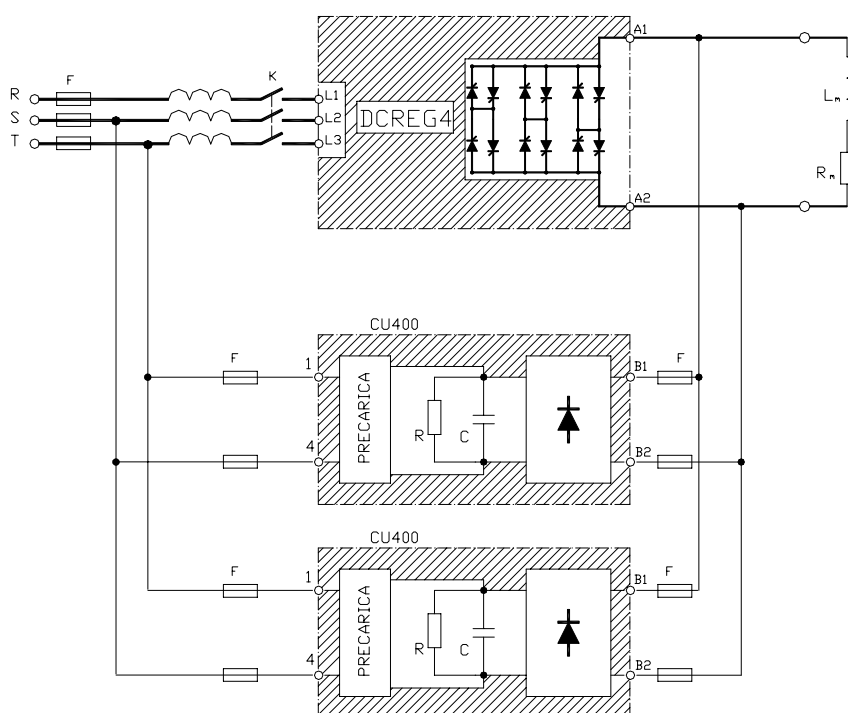 A1
F
K
R
L1
S
L2
DCREG4
T
L3
Lm
Rm
A2
CU400
F
1
B1
F
PRECARICA
R
C
4
B2
CU400
F
1
B1
F
PRECARICA
R
C
4
B2